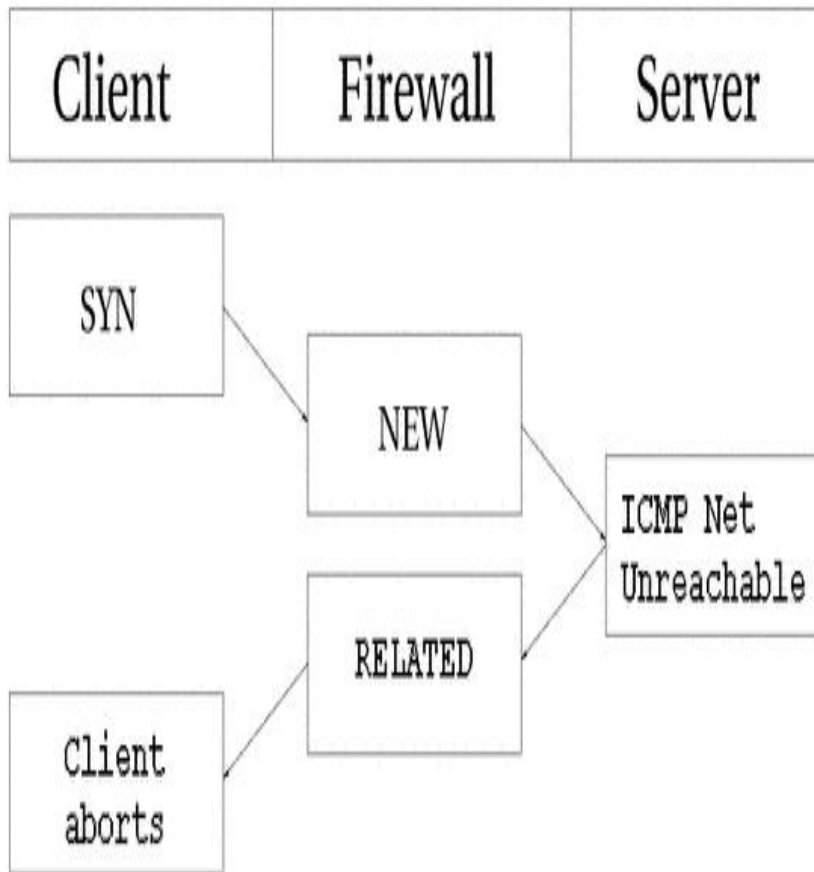 Client Firewall Server
SYN
NEW
ICMP Net
Unreachable
RELATED
Client
aborts